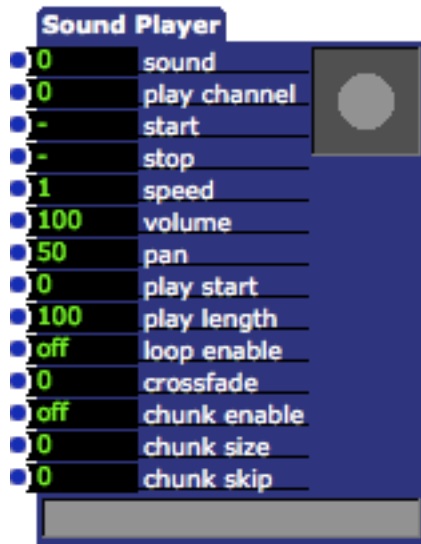 Sound Player
0 sound
0 play channel
- start
- stop
1 speed
100 volume
50 pan
0 play start
100 play length
off loop enable
0 crossfade
off chunk enable
0 chunk size
0 chunk skip